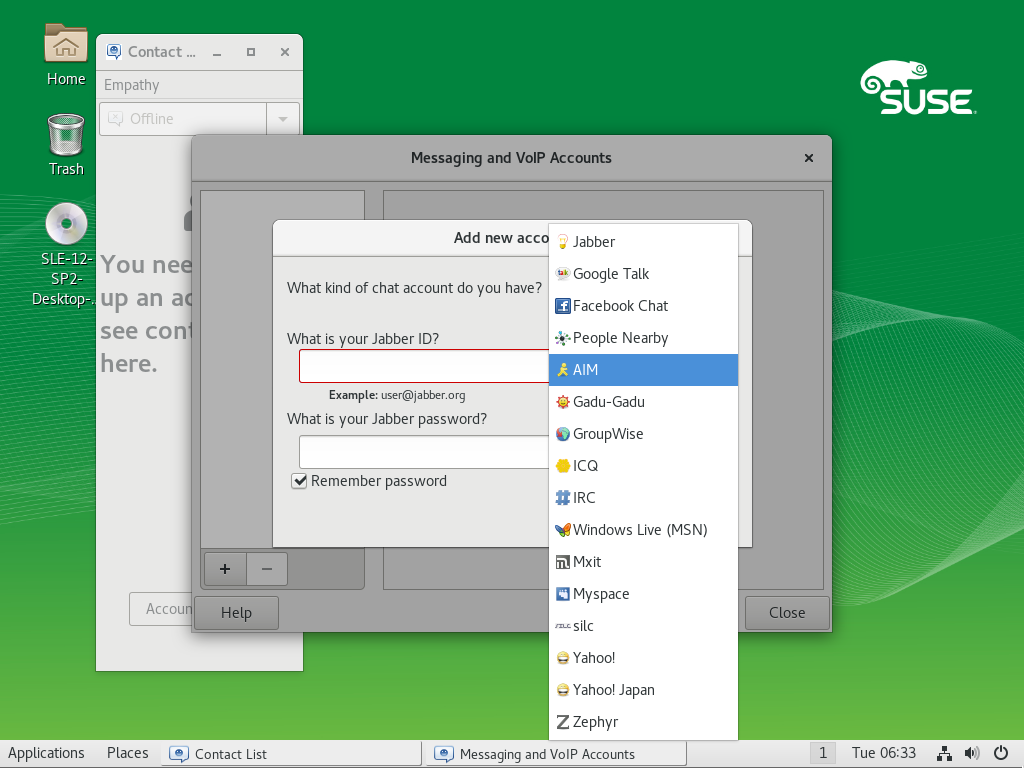 Home
Trash
SLE-12-
SP2-
Desktop-...
Contact ...
Empathy
Offline
You nee
up an ac
see cont
here.
Accoun
SUSE
Messaging and VoIP Accounts
Add new acco
What kind of chat account do you have?
What is your Jabber ID?
Example: user@jabber.org
What is your Jabber password?
Remember password
Jabber
Google Talk
Facebook Chat
People Nearby
AIM
Gadu-Gadu
GroupWise
ICQ
IRC
Windows Live (MSN)
Mxit
Myspace
silc
Yahoo!
Yahoo! Japan
Zephyr
Help
Close
Applications Places Contact List Messaging and VoIP Accounts 1 Tue 06:33